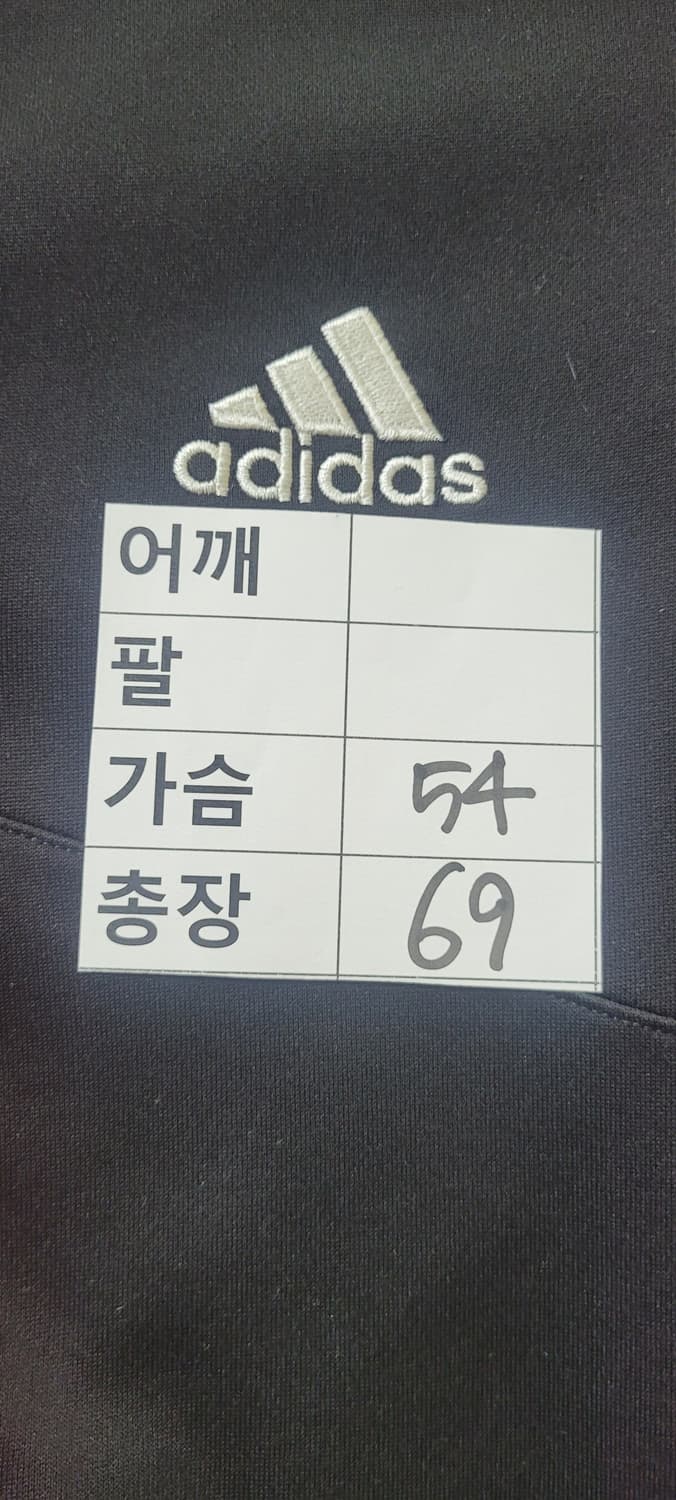 adidas
어깨
팔
가슴 54
총장 69